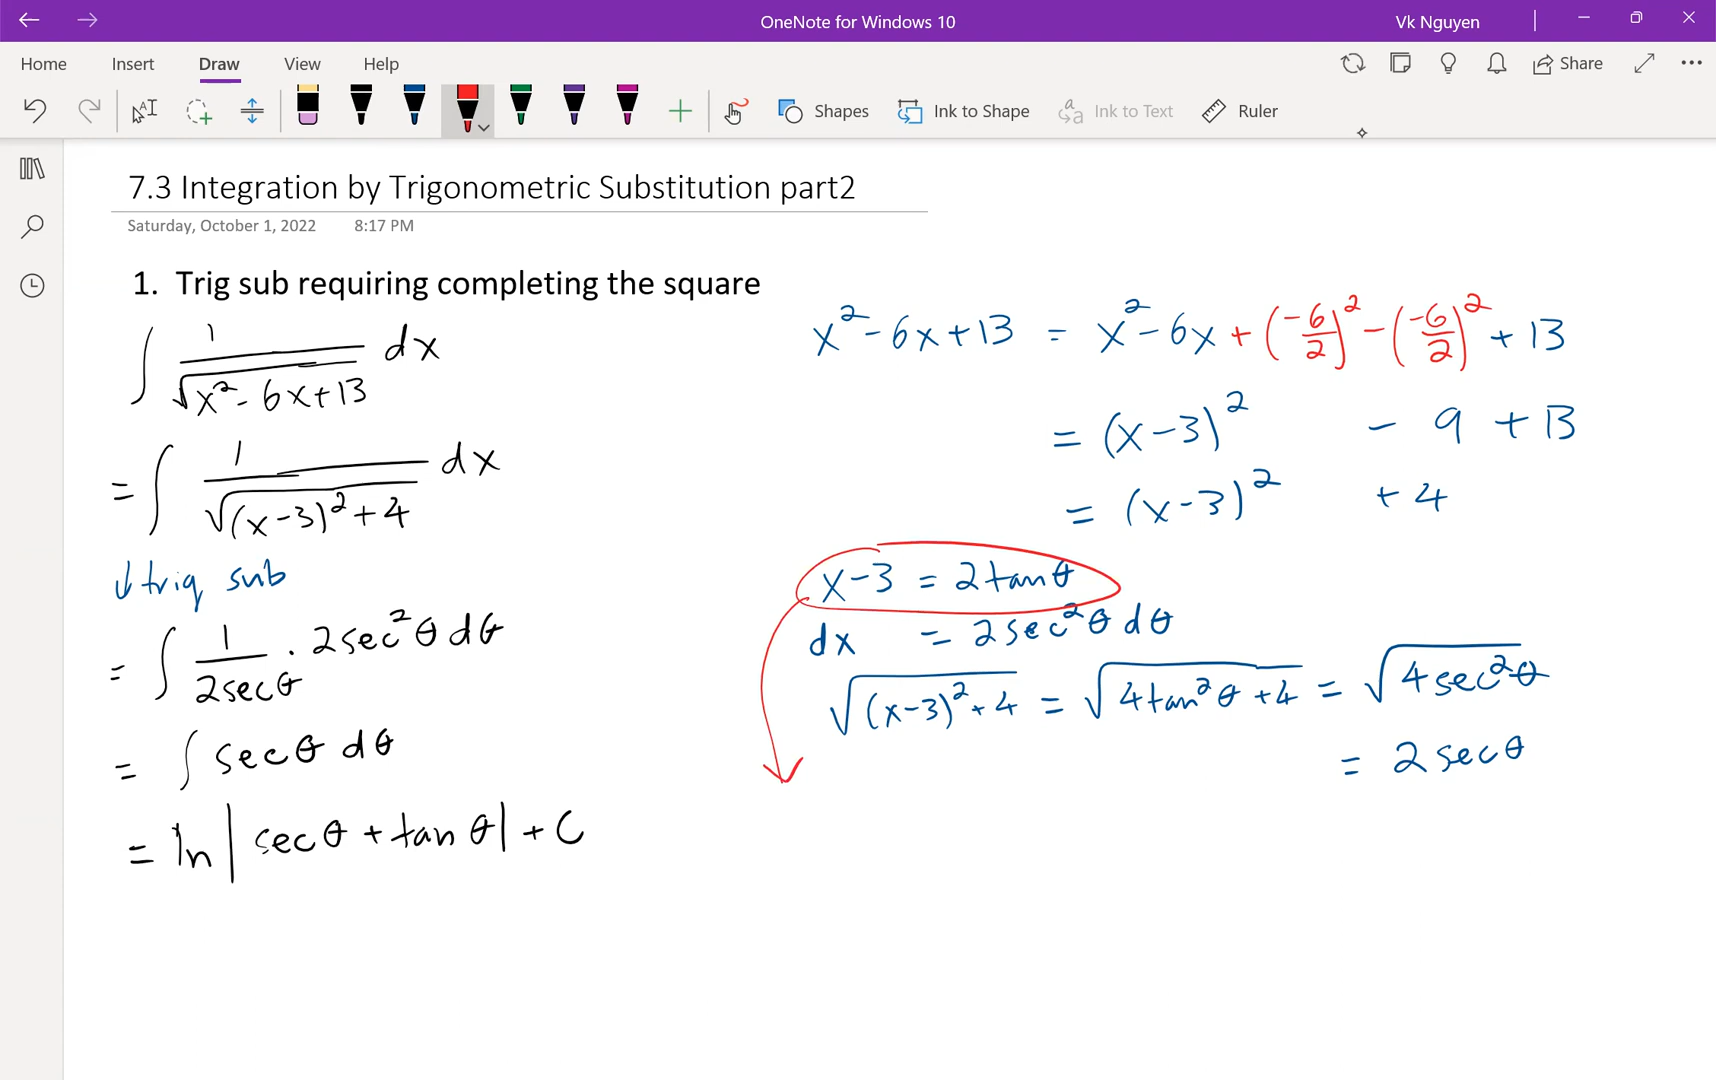 OneNote for Windows 10
Vk Nguyen
Home Insert Draw View Help
Share
Shapes Ink to Shape Ink to Text Ruler
7.3 Integration by Trigonometric Substitution part2
Saturday, October 1, 2022 8:17 PM
1. Trig sub requiring completing the square
∫ 1/√(x² - 6x + 13) dx
= ∫ 1/√((x-3)² + 4) dx
↓ trig sub
= ∫ 1/(2secθ) · 2sec²θ dθ
= ∫ secθ dθ
= ln|secθ + tanθ| + C
x² - 6x + 13 = x² - 6x + (-6/2)² - (-6/2)² + 13
= (x-3)² - 9 + 13
= (x-3)² + 4
x-3 = 2tanθ
dx = 2sec²θ dθ
√((x-3)² + 4) = √(4tan²θ + 4) = √(4sec²θ)
= 2secθ